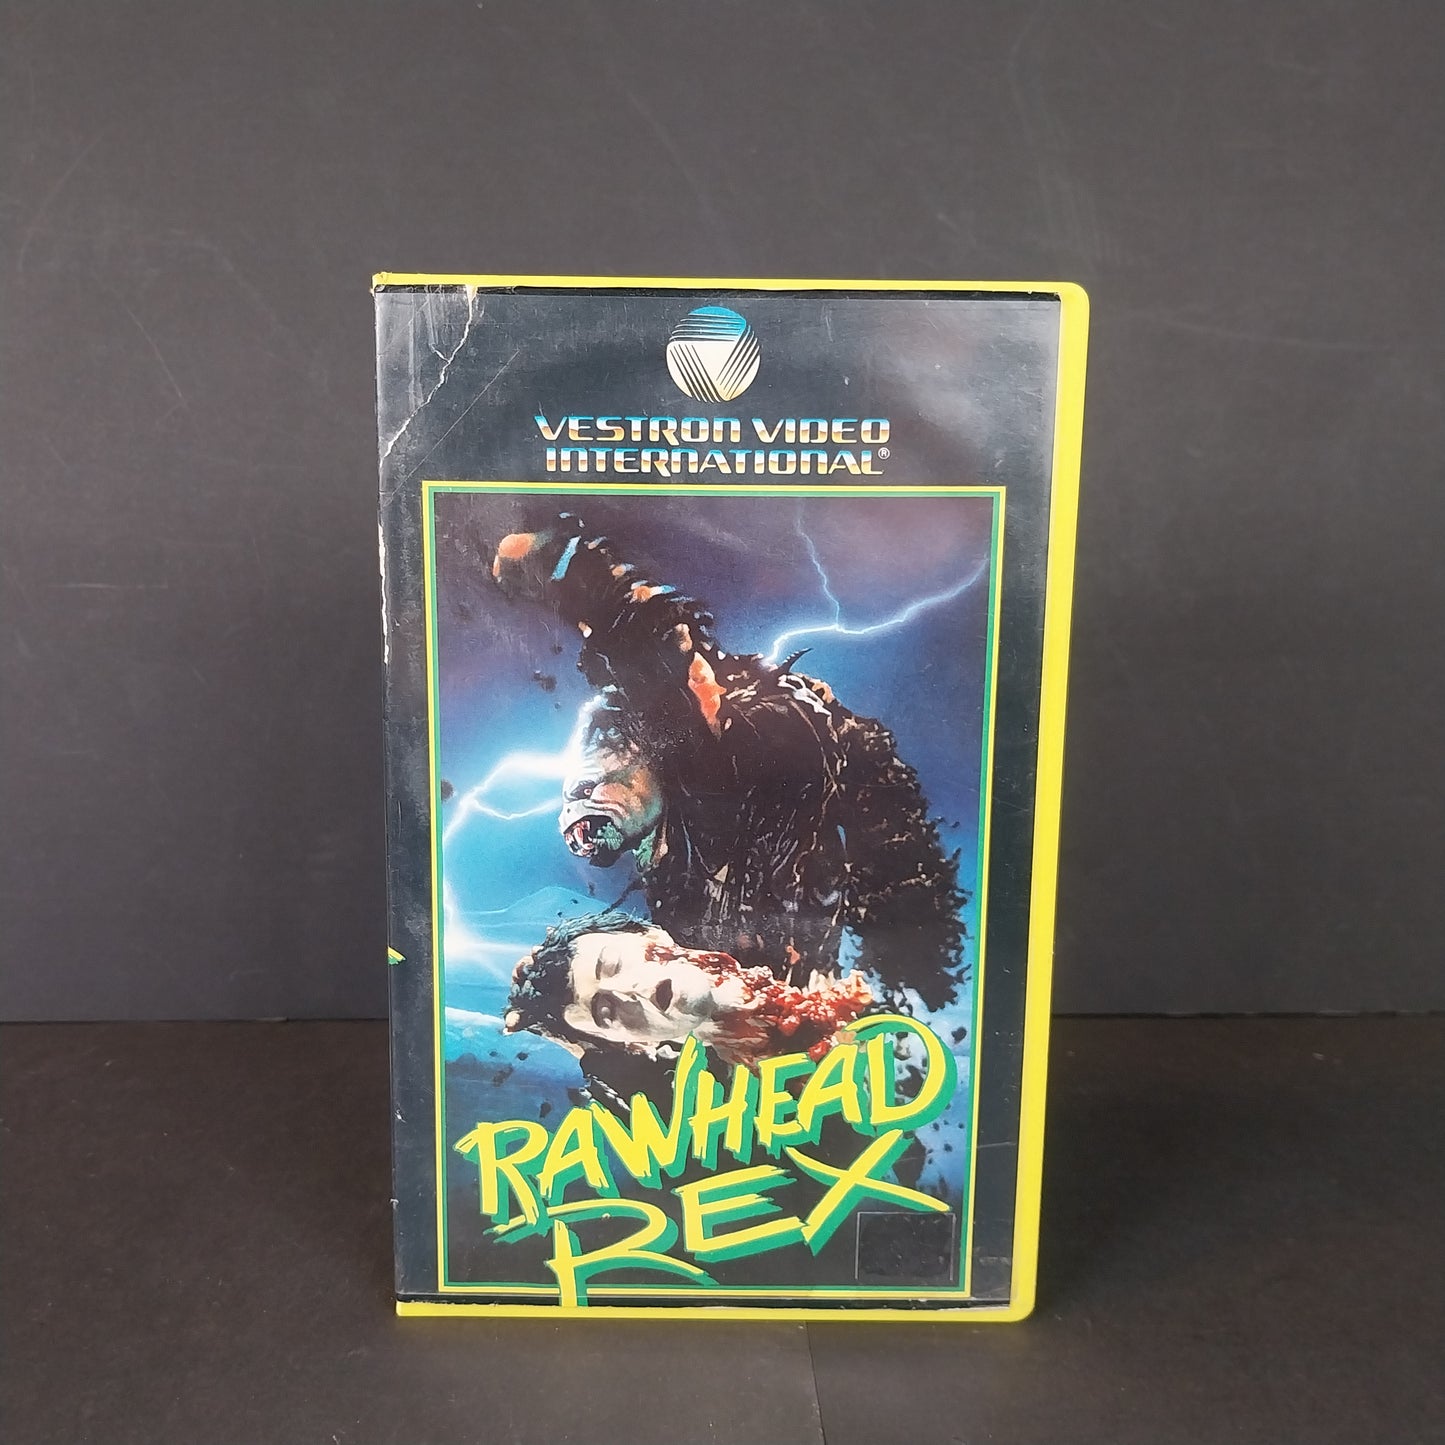 VESTRON VIDEO
INTERNATIONAL®
RAWHEAD
REX